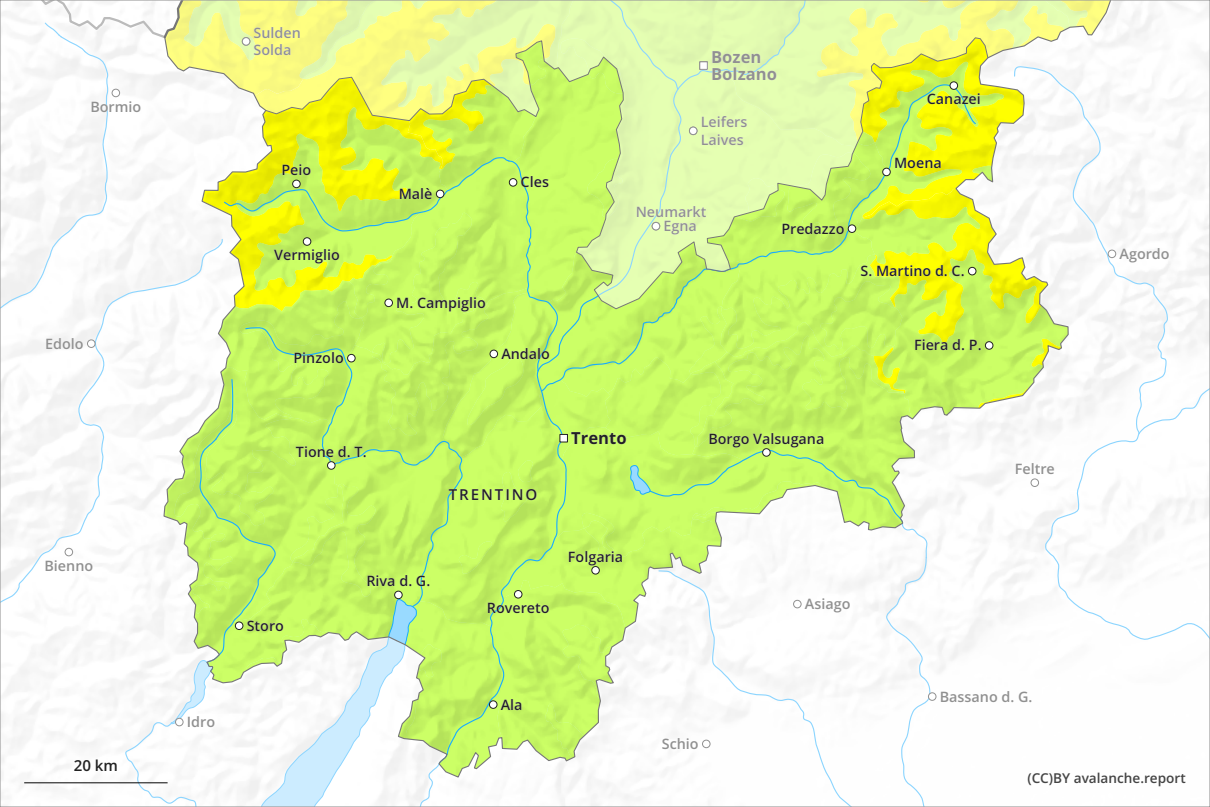 Sulden
Solda
Bozen
Bolzano
Bormio
Canazei
Leifers
Laives
Moena
Peio
Malè
Cles
Neumarkt
Egna
Predazzo
Vermiglio
Agordo
S. Martino d. C.
M. Campiglio
Edolo
Pinzolo
Andalo
Fiera d. P.
Trento
Borgo Valsugana
Tione d. T.
Feltre
TRENTINO
Bienno
Folgaria
Riva d. G.
Rovereto
Asiago
Storo
Bassano d. G.
Ala
Idro
Schio
20 km
(CC)BY avalanche.report